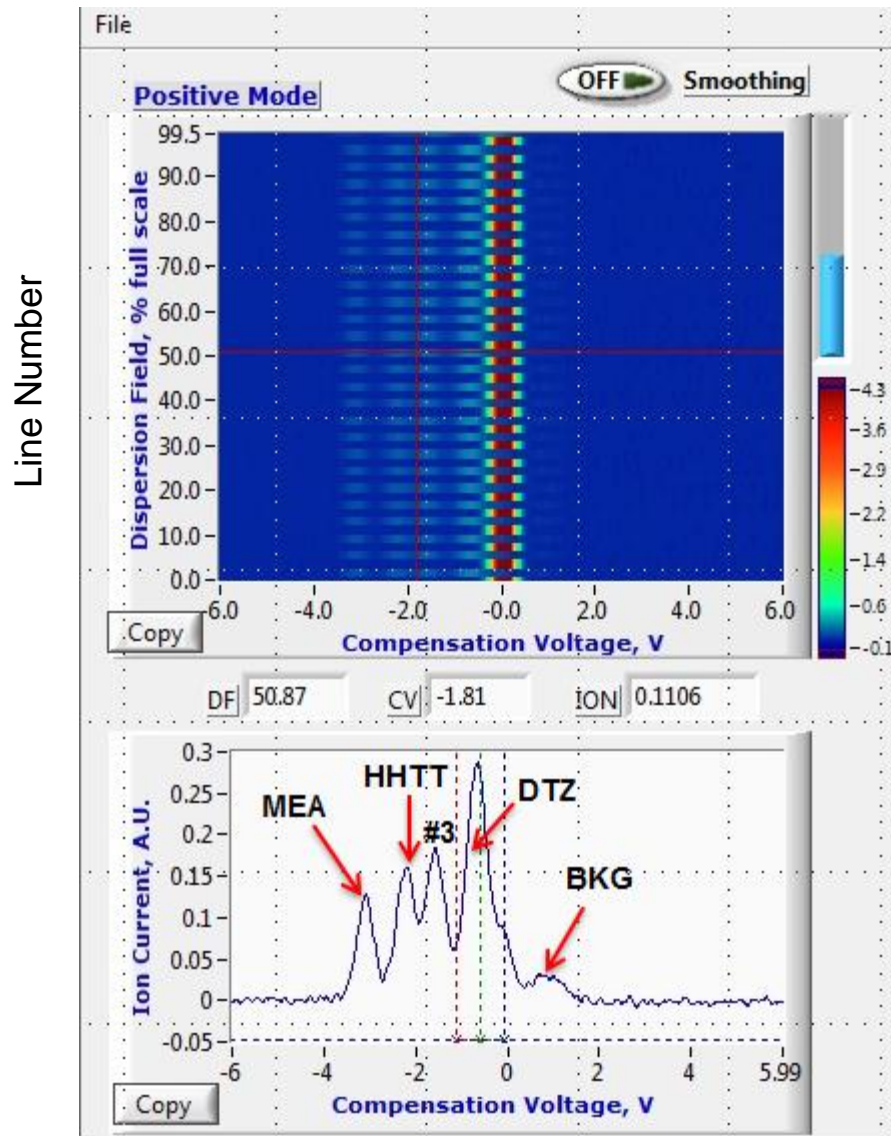 File
OFF Smoothing
Positive Mode
Line Number
Dispersion Field, % full scale
99.5
90.0
80.0
70.0
60.0
50.0
40.0
30.0
20.0
10.0
0.0
-6.0 -4.0 -2.0 -0.0 2.0 4.0 6.0
Compensation Voltage, V
4.3
3.6
2.9
2.2
1.4
0.6
-0.1
Copy
DF 50.87 CV -1.81 ION 0.1106
Ion Current, A.U.
0.3
0.25
0.2
0.15
0.1
0.05
0
-0.05
MEA
HHTT
#3
DTZ
BKG
-6 -4 -2 0 2 4 5.99
Compensation Voltage, V
Copy